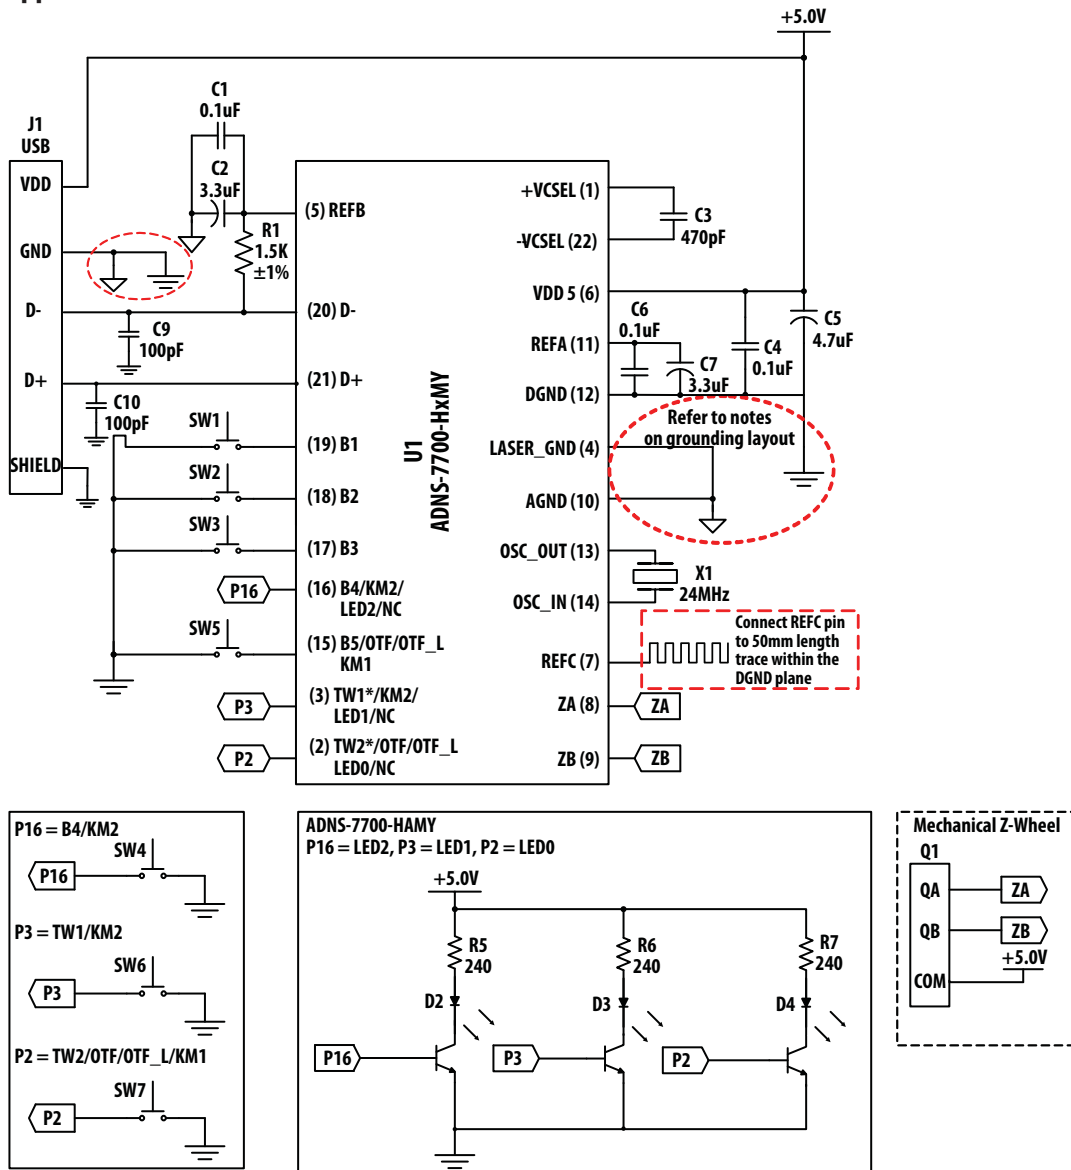 +5.0V
C1
0.1uF
J1
USB
VDD
GND
D-
D+
SHIELD
C2
3.3uF
R1
1.5K
±1%
C9
100pF
C10
100pF
SW1
SW2
SW3
P16
SW5
P3
P2
(5) REFB
(20) D-
(21) D+
(19) B1
(18) B2
(17) B3
(16) B4/KM2/
LED2/NC
(15) B5/OTF/OTF_L
KM1
(3) TW1*/KM2/
LED1/NC
(2) TW2*/OTF/OTF_L
LED0/NC
U1
ADNS-7700-HxMY
+VCSEL (1)
-VCSEL (22)
VDD 5 (6)
REFA (11)
DGND (12)
LASER_GND (4)
AGND (10)
OSC_OUT (13)
OSC_IN (14)
REFC (7)
ZA (8)
ZB (9)
C3
470pF
C6
0.1uF
C7
3.3uF
C4
0.1uF
C5
4.7uF
Refer to notes
on grounding layout
X1
24MHz
Connect REFC pin
to 50mm length
trace within the
DGND plane
ZA
ZB
P16 = B4/KM2
SW4
P16
P3 = TW1/KM2
SW6
P3
P2 = TW2/OTF/OTF_L/KM1
SW7
P2
ADNS-7700-HAMY
P16 = LED2, P3 = LED1, P2 = LED0
+5.0V
R5
240
R6
240
R7
240
D2
D3
D4
P16
P3
P2
Mechanical Z-Wheel
Q1
QA
ZA
QB
ZB
+5.0V
COM